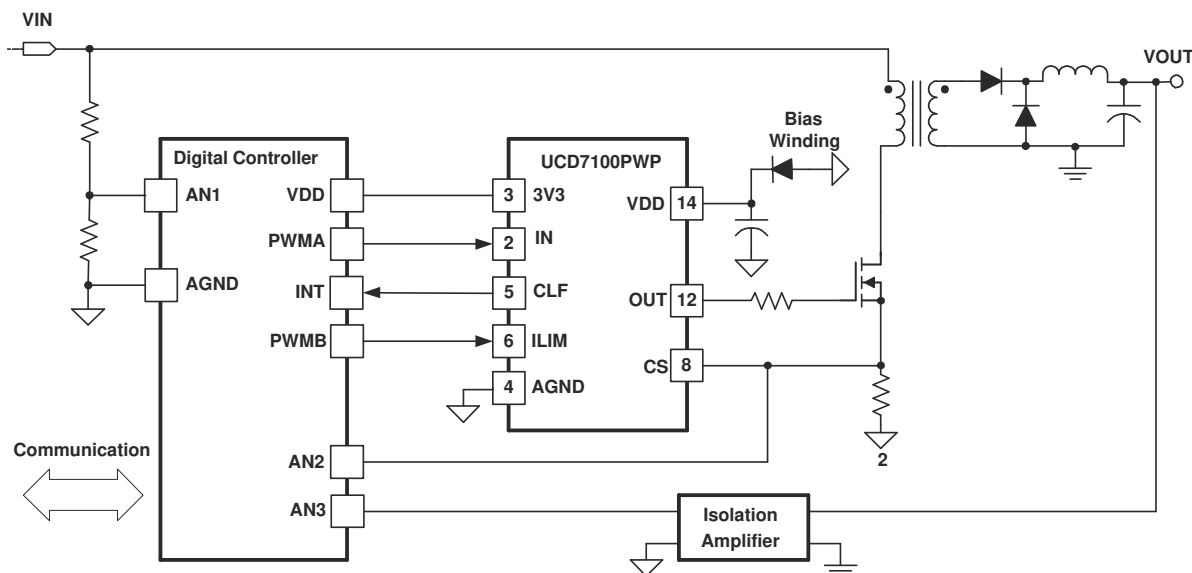 VIN
VOUT
Bias
Winding
Digital Controller
UCD7100PWP
AN1
VDD
3
3V3
VDD
14
PWMA
2
IN
AGND
INT
5
CLF
OUT
12
PWMB
6
ILIM
CS
8
4
AGND
2
Communication
AN2
AN3
Isolation
Amplifier